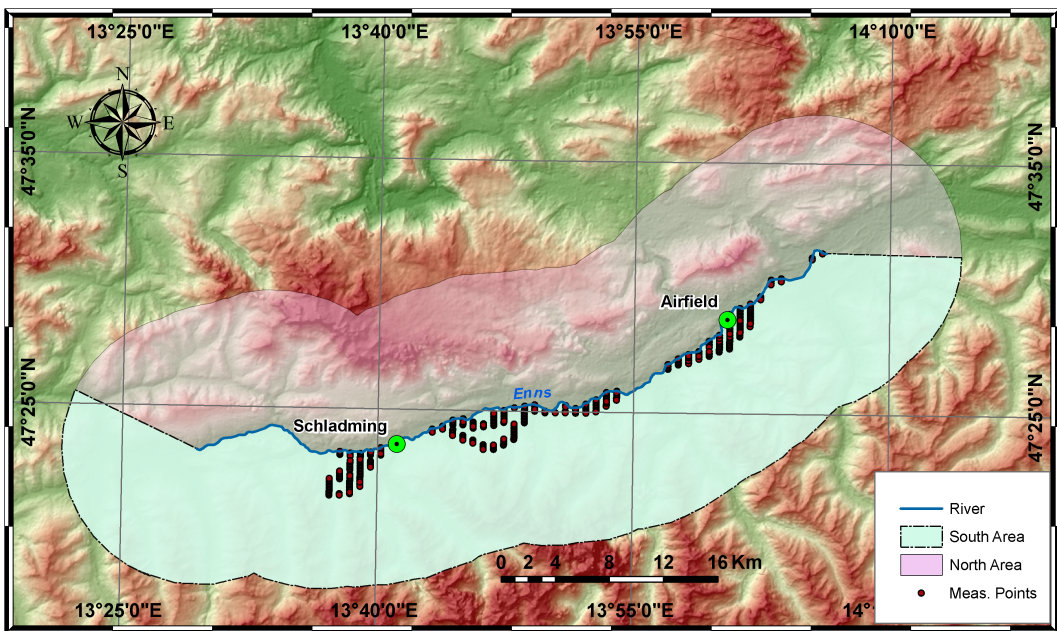 13°25'0"E 13°40'0"E 13°55'0"E 14°10'0"E
N
W E
S
47°35'0"N 47°35'0"N
Airfield
Enns
47°25'0"N 47°25'0"N
Schladming
River
South Area
North Area
Meas. Points
0 2 4 8 12 16 Km
13°25'0"E 13°40'0"E 13°55'0"E 14°